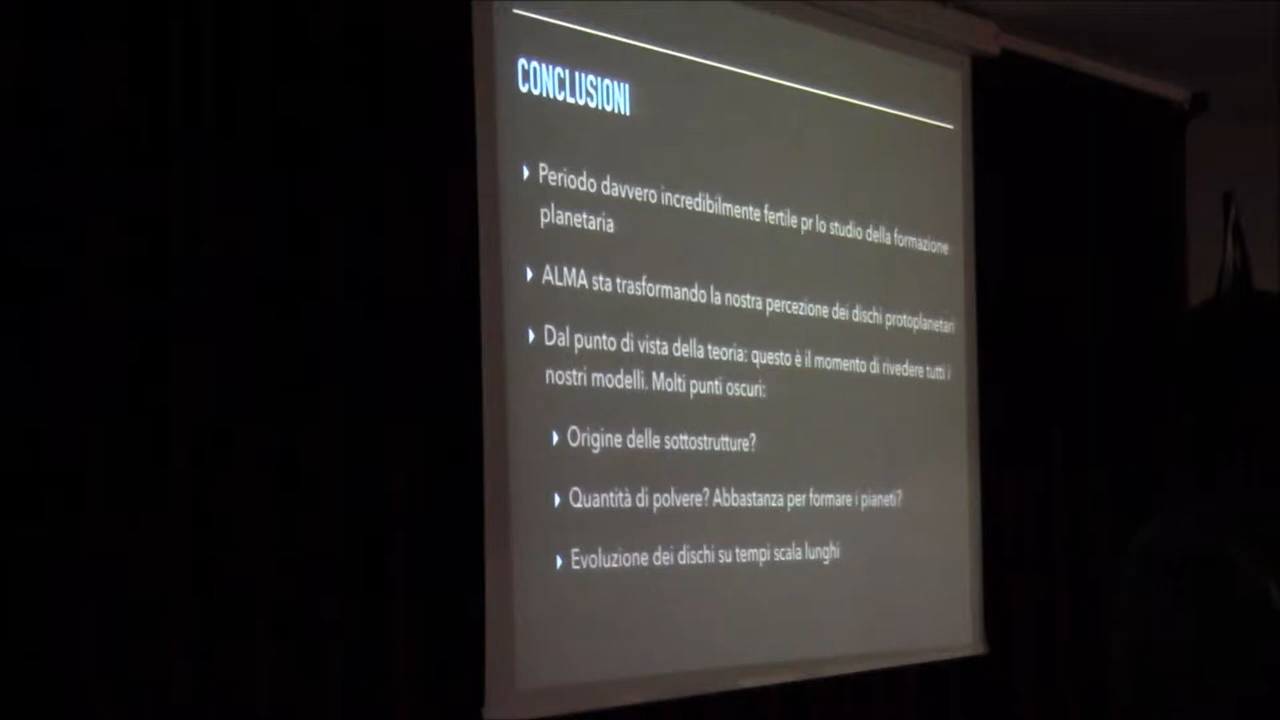 CONCLUSIONI
Periodo davvero incredibilmente fertile pr lo studio della formazione
planetaria
ALMA sta trasformando la nostra percezione dei dischi protoplanetari
Dal punto di vista della teoria: questo è il momento di rivedere tutti i
nostri modelli. Molti punti oscuri:
Origine delle sottostrutture?
Quantità di polvere? Abbastanza per formare i pianeti?
Evoluzione dei dischi su tempi scala lunghi